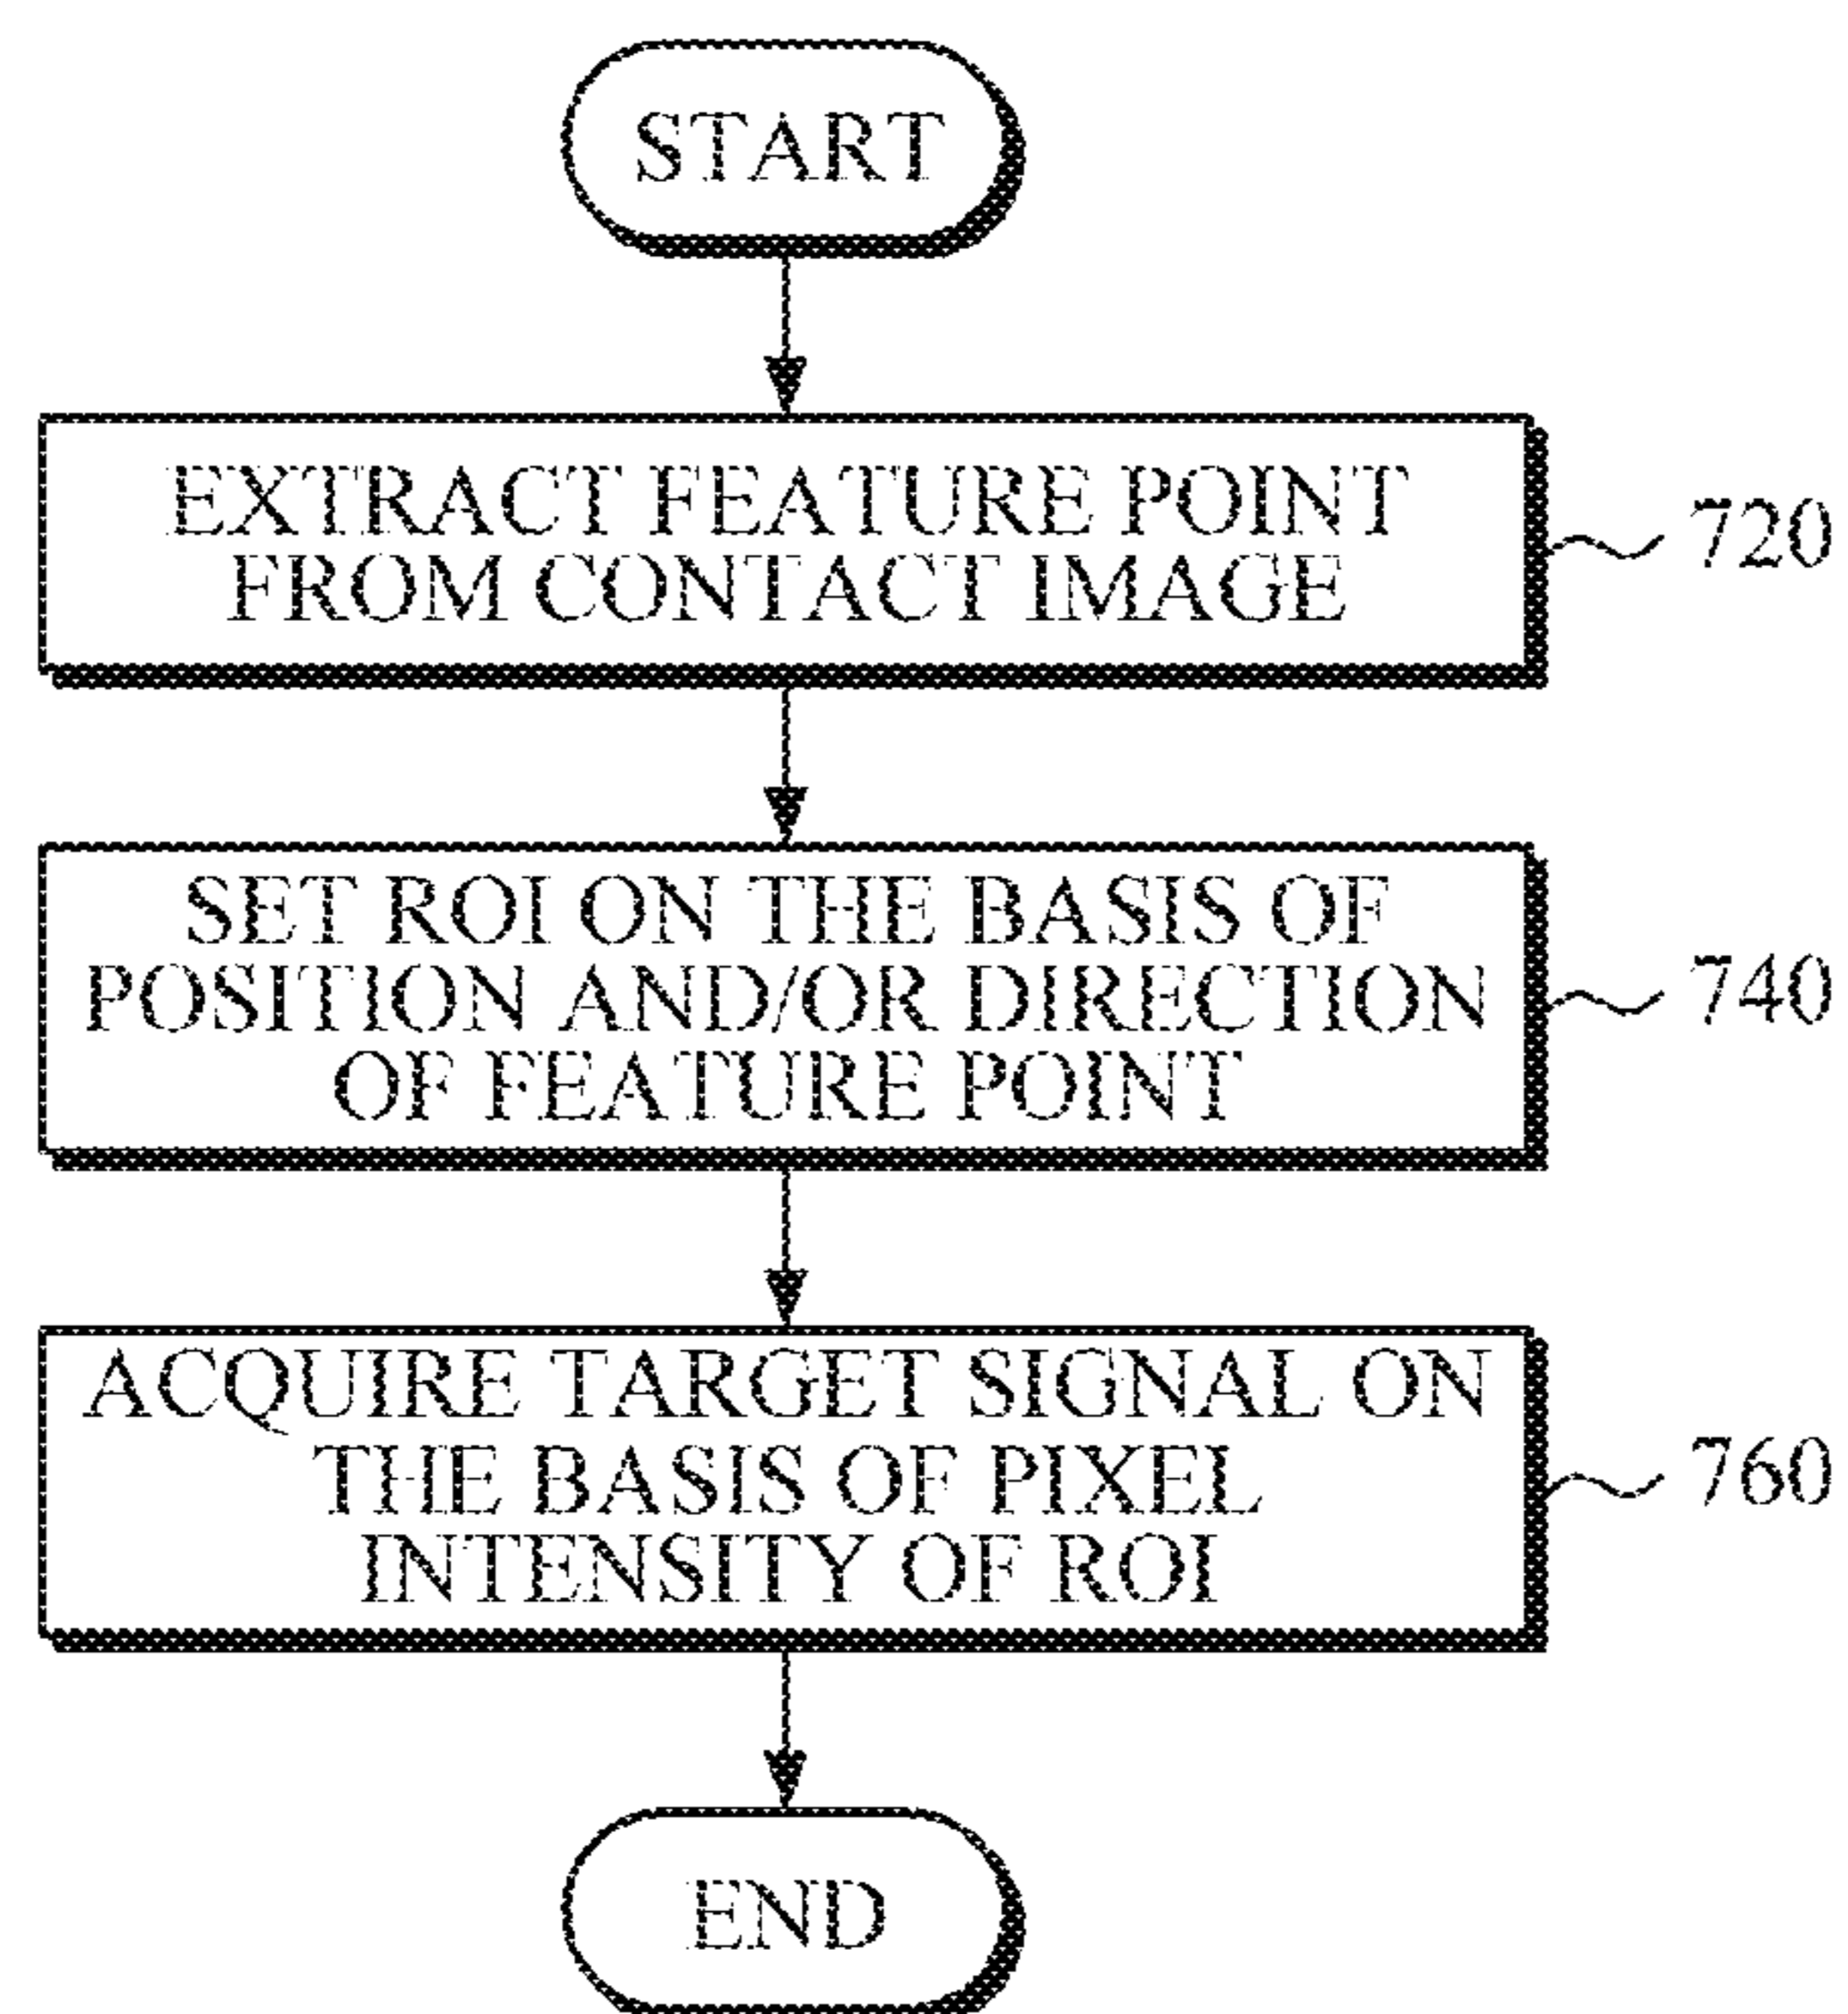 START
EXTRACT FEATURE POINT
FROM CONTACT IMAGE
720
SET ROI ON THE BASIS OF
POSITION AND/OR DIRECTION
OF FEATURE POINT
740
ACQUIRE TARGET SIGNAL ON
THE BASIS OF PIXEL
INTENSITY OF ROI
760
END